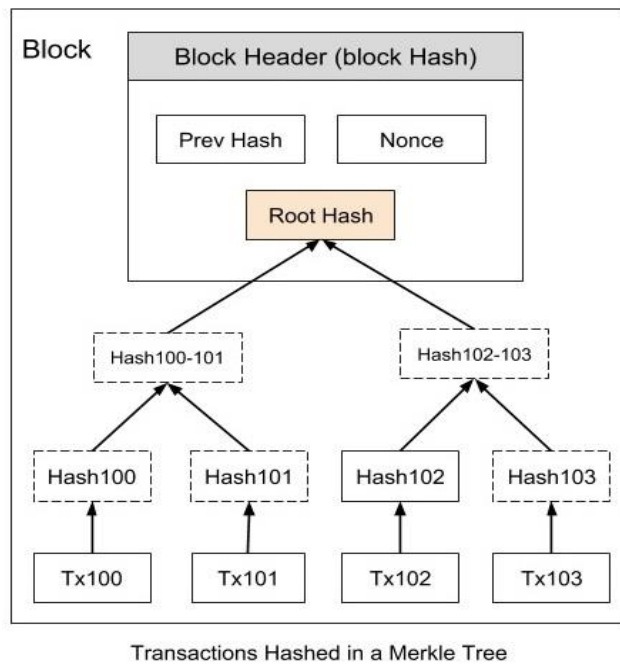 Block
Block Header (block Hash)
Prev Hash
Nonce
Root Hash
Hash100-101
Hash102-103
Hash100
Hash101
Hash102
Hash103
Tx100
Tx101
Tx102
Tx103
Transactions Hashed in a Merkle Tree